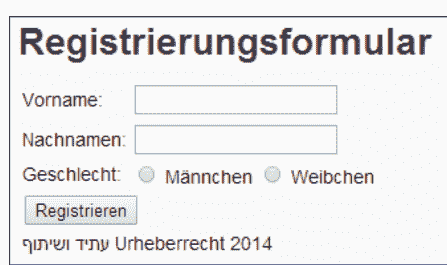 Registrierungsformular
Vorname:
Nachnamen:
Geschlecht: Männchen Weibchen
Registrieren
עתיד ושיתוף Urheberrecht 2014